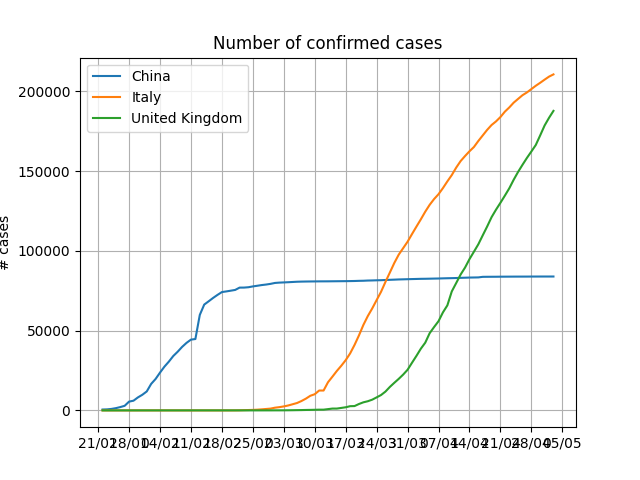 Number of confirmed cases
China
Italy
United Kingdom
# cases
200000
150000
100000
50000
0
21/01 28/01 04/02 11/02 18/02 25/02 03/03 10/03 17/03 24/03 31/03 07/04 14/04 21/04 28/04 05/05